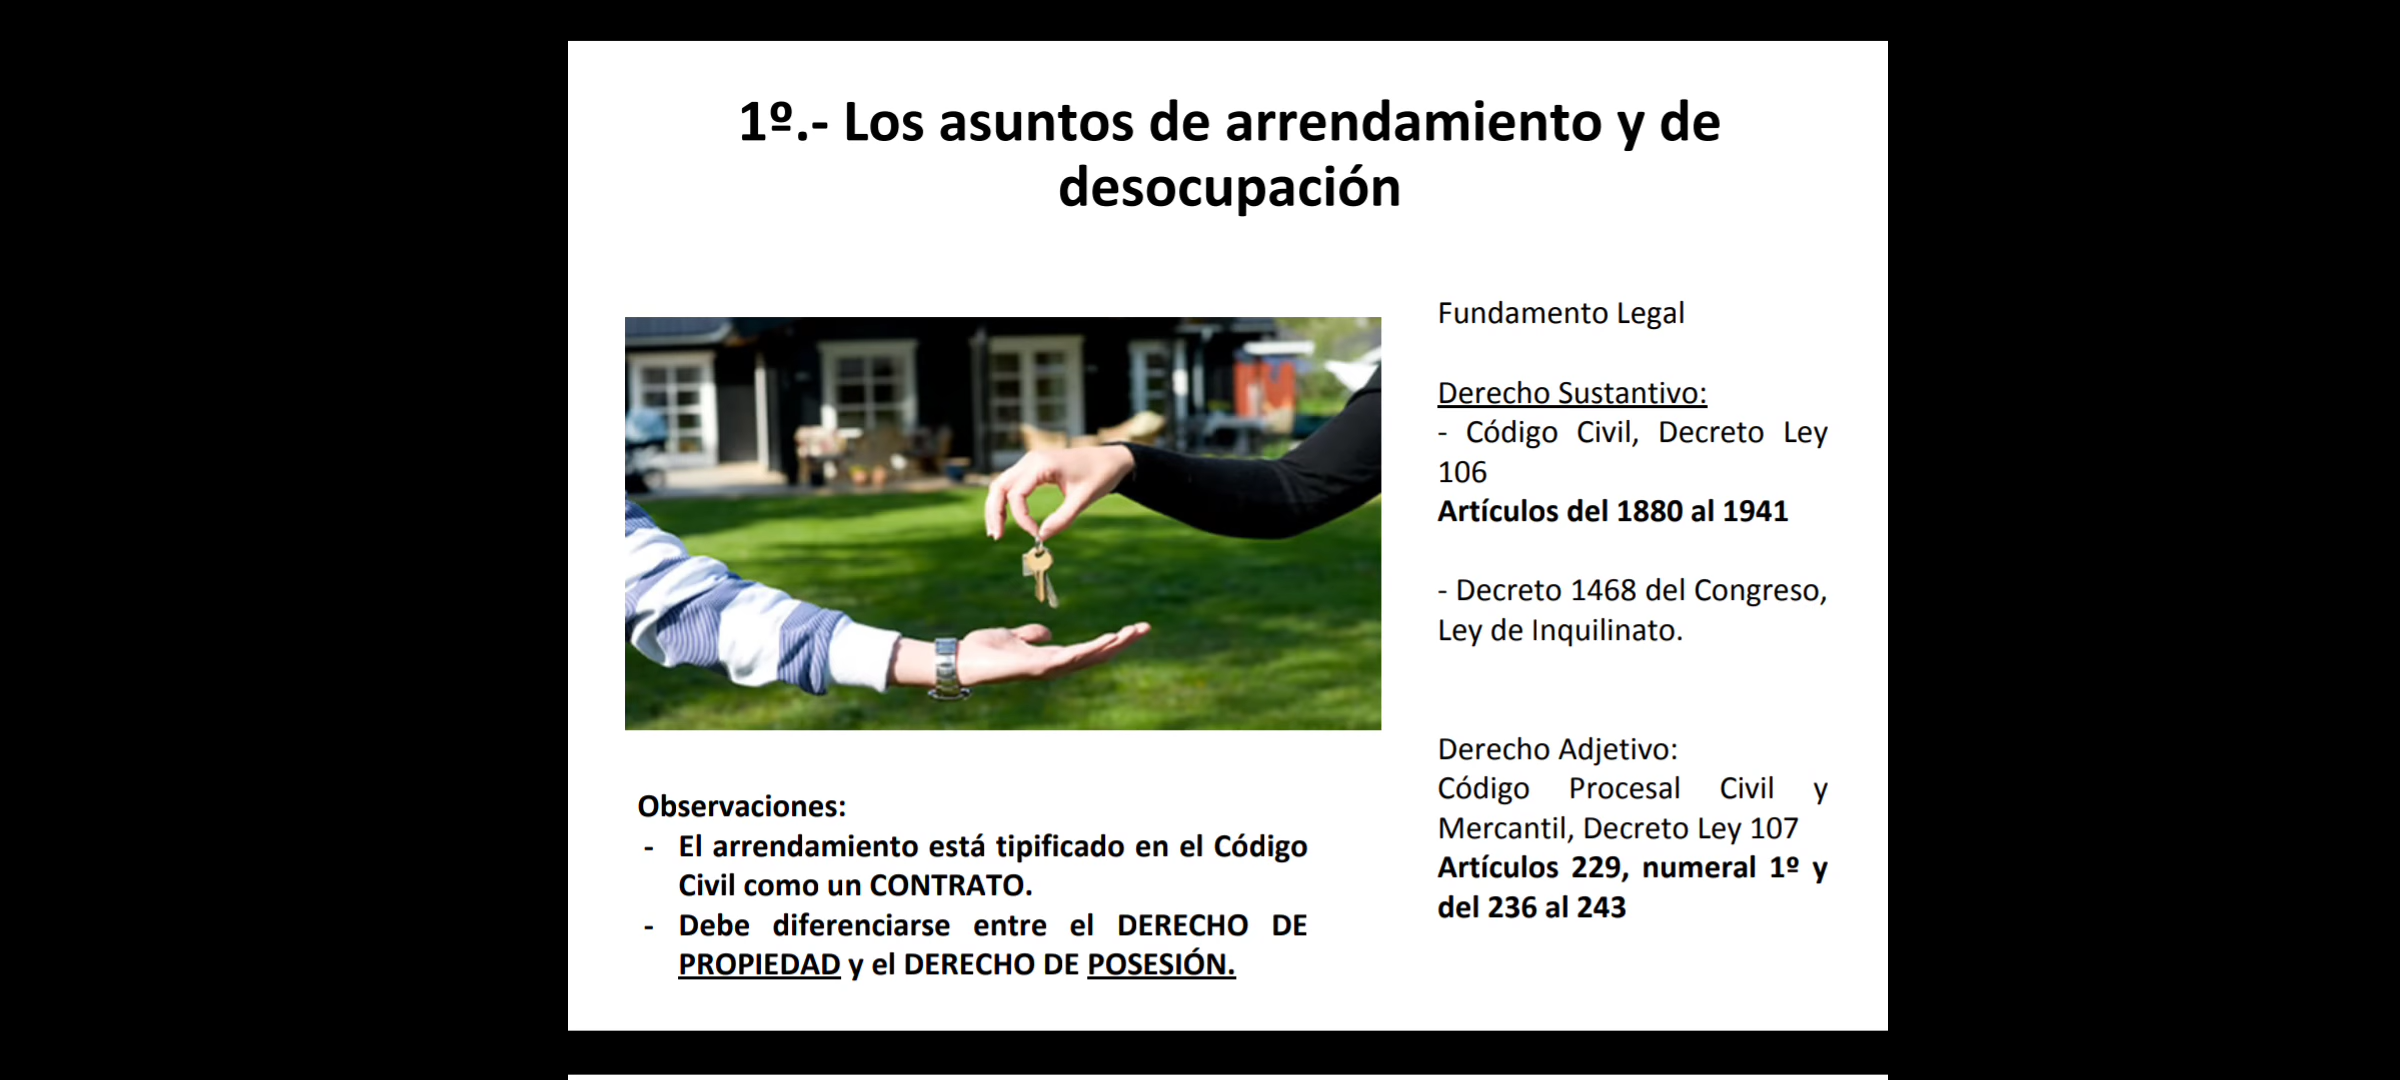 1º.- Los asuntos de arrendamiento y de
desocupación
Fundamento Legal
Derecho Sustantivo:
- Código Civil, Decreto Ley
106
Artículos del 1880 al 1941
- Decreto 1468 del Congreso,
Ley de Inquilinato.
Derecho Adjetivo:
Código Procesal Civil y
Mercantil, Decreto Ley 107
Artículos 229, numeral 1º y
del 236 al 243
Observaciones:
- El arrendamiento está tipificado en el Código
Civil como un CONTRATO.
- Debe diferenciarse entre el DERECHO DE
PROPIEDAD y el DERECHO DE POSESIÓN.